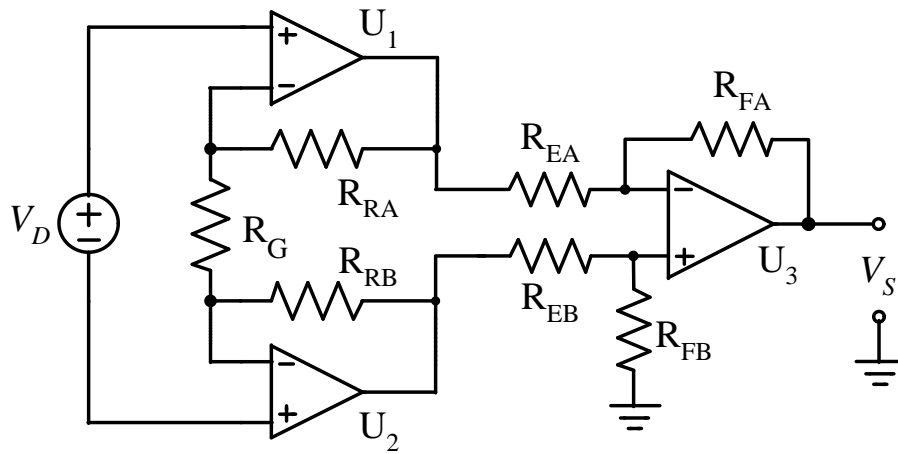 U1
RFA
REA
RRA
VD
RG
RRB
REB
U3
VS
RFB
U2
+
−
+
−
−
+
−
+